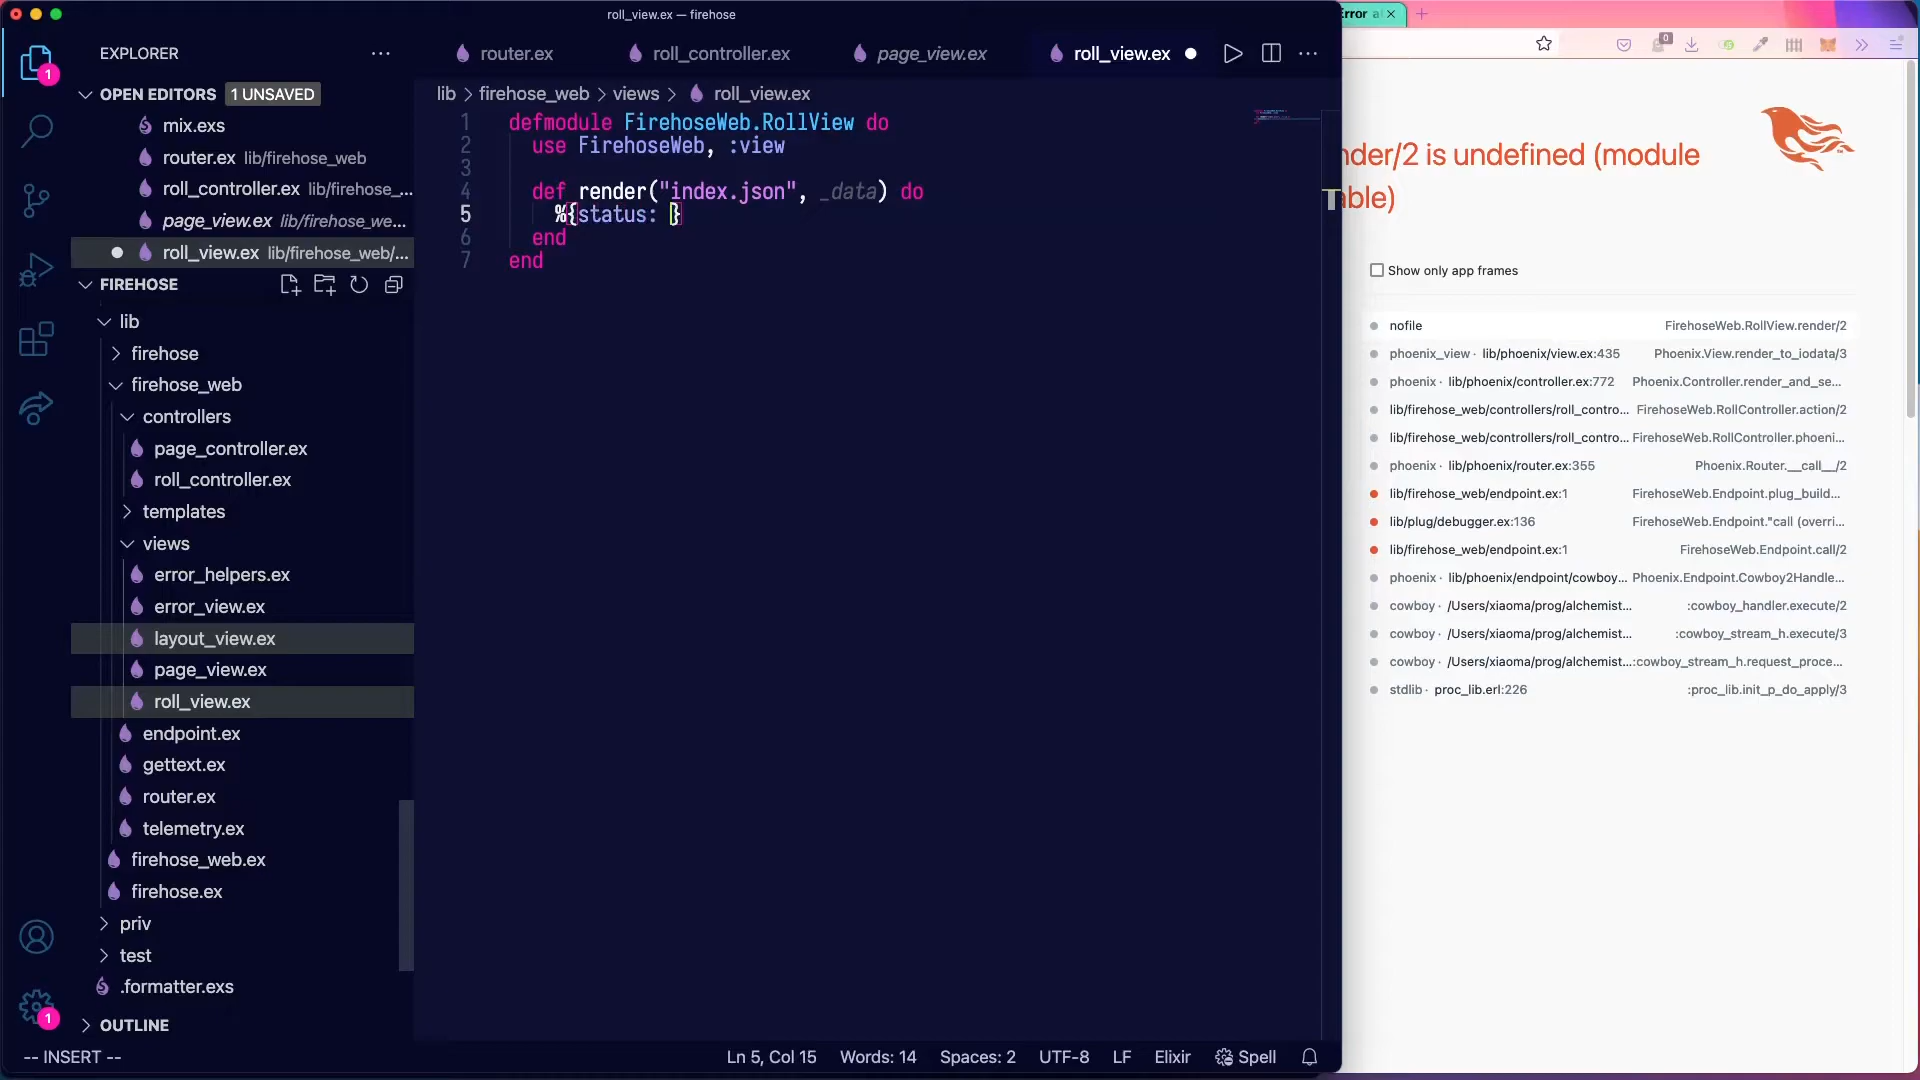 roll_view.ex — firehose
EXPLORER
OPEN EDITORS 1 UNSAVED
mix.exs
router.ex lib/firehose_web
roll_controller.ex lib/firehose_...
page_view.ex lib/firehose_we...
roll_view.ex lib/firehose_web/...
FIREHOSE
lib
firehose
firehose_web
controllers
page_controller.ex
roll_controller.ex
templates
views
error_helpers.ex
error_view.ex
layout_view.ex
page_view.ex
roll_view.ex
endpoint.ex
gettext.ex
router.ex
telemetry.ex
firehose_web.ex
firehose.ex
priv
test
.formatter.exs
OUTLINE
1
1
router.ex roll_controller.ex page_view.ex roll_view.ex
lib > firehose_web > views > roll_view.ex
1 defmodule FirehoseWeb.RollView do
2 use FirehoseWeb, :view
3
4 def render("index.json", _data) do
5 %{status: }
6 end
7 end
-- INSERT --
Ln 5, Col 15 Words: 14 Spaces: 2 UTF-8 LF Elixir Spell
0
nder/2 is undefined (module
able)
Show only app frames
nofile FirehoseWeb.RollView.render/2
phoenix_view · lib/phoenix/view.ex:435 Phoenix.View.render_to_iodata/3
phoenix · lib/phoenix/controller.ex:772 Phoenix.Controller.render_and_se...
lib/firehose_web/controllers/roll_contro... FirehoseWeb.RollController.action/2
lib/firehose_web/controllers/roll_contro... FirehoseWeb.RollController.phoeni...
phoenix · lib/phoenix/router.ex:355 Phoenix.Router.__call__/2
lib/firehose_web/endpoint.ex:1 FirehoseWeb.Endpoint.plug_build...
lib/plug/debugger.ex:136 FirehoseWeb.Endpoint."call (overri...
lib/firehose_web/endpoint.ex:1 FirehoseWeb.Endpoint.call/2
phoenix · lib/phoenix/endpoint/cowboy... Phoenix.Endpoint.Cowboy2Handle...
cowboy · /Users/xiaoma/prog/alchemist... :cowboy_handler.execute/2
cowboy · /Users/xiaoma/prog/alchemist... :cowboy_stream_h.execute/3
cowboy · /Users/xiaoma/prog/alchemist...:cowboy_stream_h.request_proce...
stdlib · proc_lib.erl:226 :proc_lib.init_p_do_apply/3